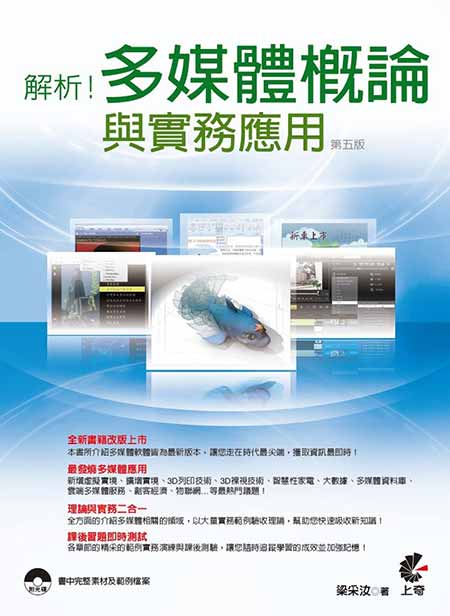 解析！多媒體概論
與實務應用 第五版
折乘上市
全新書籍改版上市
本書所介紹多媒體軟體皆為最新版本，讓您走在時代最尖端，獲取資訊最即時！
最發燒多媒體應用
新增虛擬實境、擴增實境、3D列印技術、3D裸視技術、智慧性家電、大數據、多媒體資料庫、
雲端多媒體服務、創客經濟、物聯網...等最熱門議題！
理論與實務二合一
全方面的介紹多媒體相關的領域，以大量實務範例驗收理論，幫助您快速吸收新知識！
課後習題即時測試
各章節的精采的範例實務演練與課後測驗，讓您隨時追蹤學習的成效並加強記憶！
附光碟
書中完整素材及範例檔案
梁采汝 著
上奇